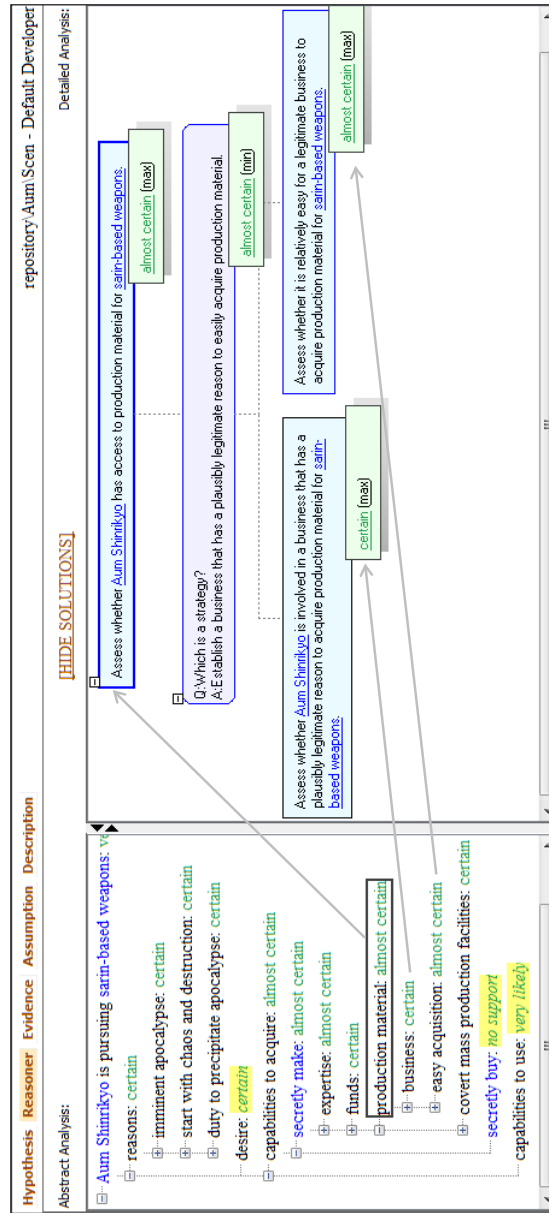 Hypothesis Reasoner Evidence Assumption Description
repository\Aum\Scen - Default Developer
Abstract Analysis:
[HIDE SOLUTIONS]
Detailed Analysis:
Aum Shinrikyo is pursuing sarin-based weapons: ve
reasons: certain
imminent apocalypse: certain
start with chaos and destruction: certain
duty to precipitate apocalypse: certain
desire: certain
capabilities to acquire: almost certain
secretly make: almost certain
expertise: almost certain
funds: certain
production material: almost certain
business: certain
easy acquisition: almost certain
covert mass production facilities: certain
secretly buy: no support
capabilities to use: very likely
Assess whether Aum Shinrikyo has access to production material for sarin-based weapons.
almost certain (max)
Q:Which is a strategy?
A:Establish a business that has a plausibly legitimate reason to easily acquire production material.
almost certain (min)
Assess whether Aum Shinrikyo is involved in a business that has a
plausibly legitimate reason to acquire production material for sarin-
based weapons.
certain (max)
Assess whether it is relatively easy for a legitimate business to
acquire production material for sarin-based weapons.
almost certain (max)